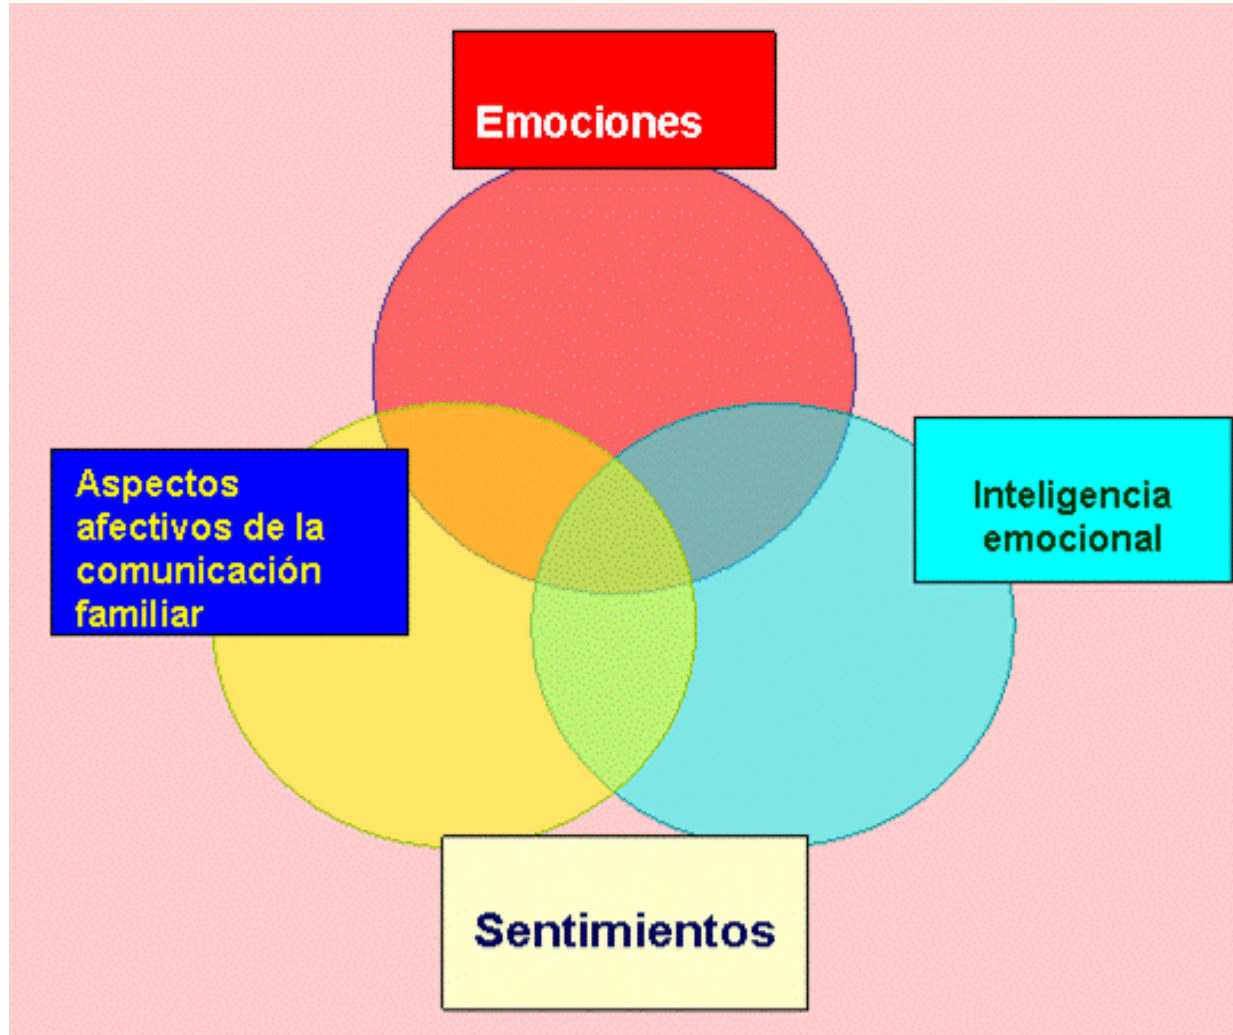 Emociones
Aspectos
afectivos de la
comunicación
familiar
Inteligencia
emocional
Sentimientos